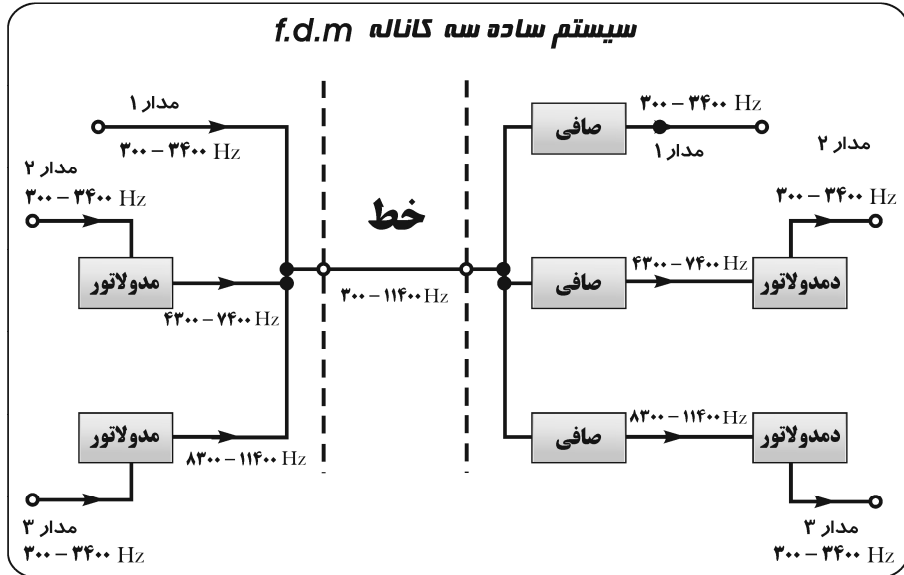 سیستم ساده سه کاناله f.d.m
مدار ۱
۳۰۰ – ۳۴۰۰ Hz
مدار ۲
۳۰۰ – ۳۴۰۰ Hz
مدولاتور
۴۳۰۰ – ۷۴۰۰ Hz
مدولاتور
۸۳۰۰ – ۱۱۴۰۰ Hz
مدار ۳
۳۰۰ – ۳۴۰۰ Hz
خط
۳۰۰ – ۱۱۴۰۰ Hz
صافی
۳۰۰ – ۳۴۰۰ Hz
مدار ۱
مدار ۲
۳۰۰ – ۳۴۰۰ Hz
صافی
۴۳۰۰ – ۷۴۰۰ Hz
دمدولاتور
صافی
۸۳۰۰ – ۱۱۴۰۰ Hz
دمدولاتور
مدار ۳
۳۰۰ – ۳۴۰۰ Hz